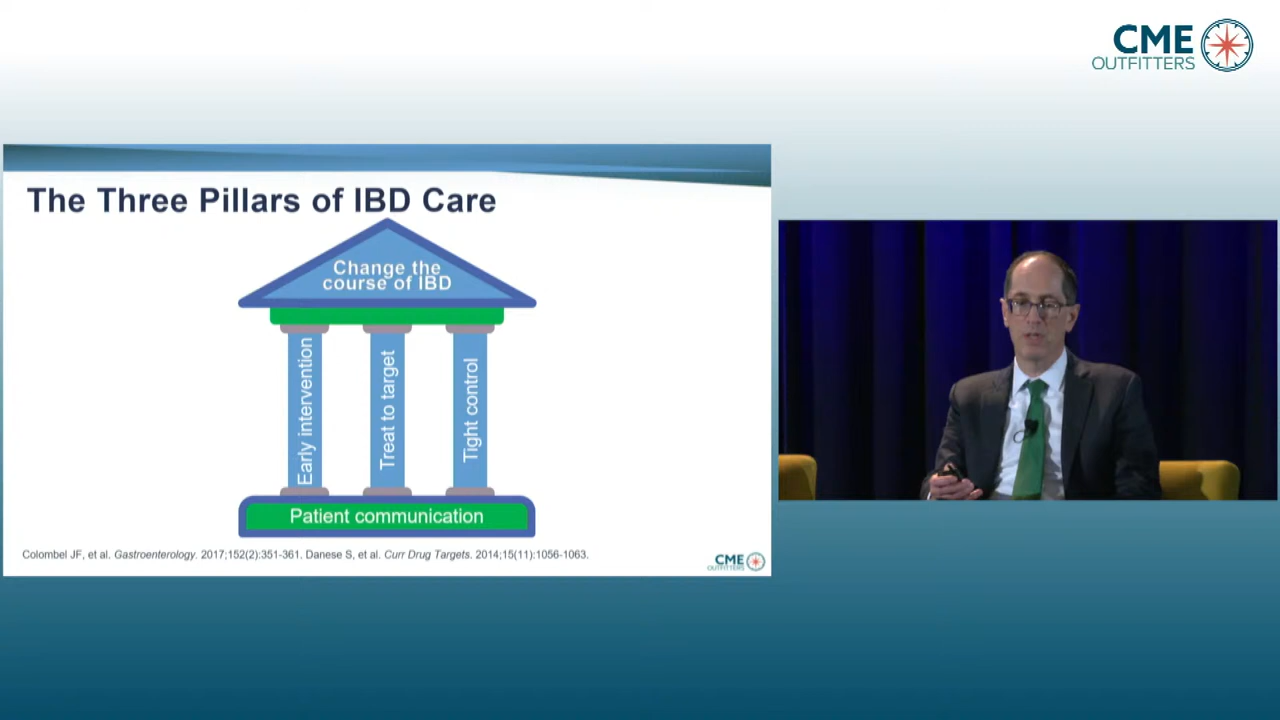 CME
OUTFITTERS
The Three Pillars of IBD Care
Change the
course of IBD
Early intervention
Treat to target
Tight control
Patient communication
Colombel JF, et al. Gastroenterology. 2017;152(2):351-361. Danese S, et al. Curr Drug Targets. 2014;15(11):1056-1063.
CME
OUTFITTERS